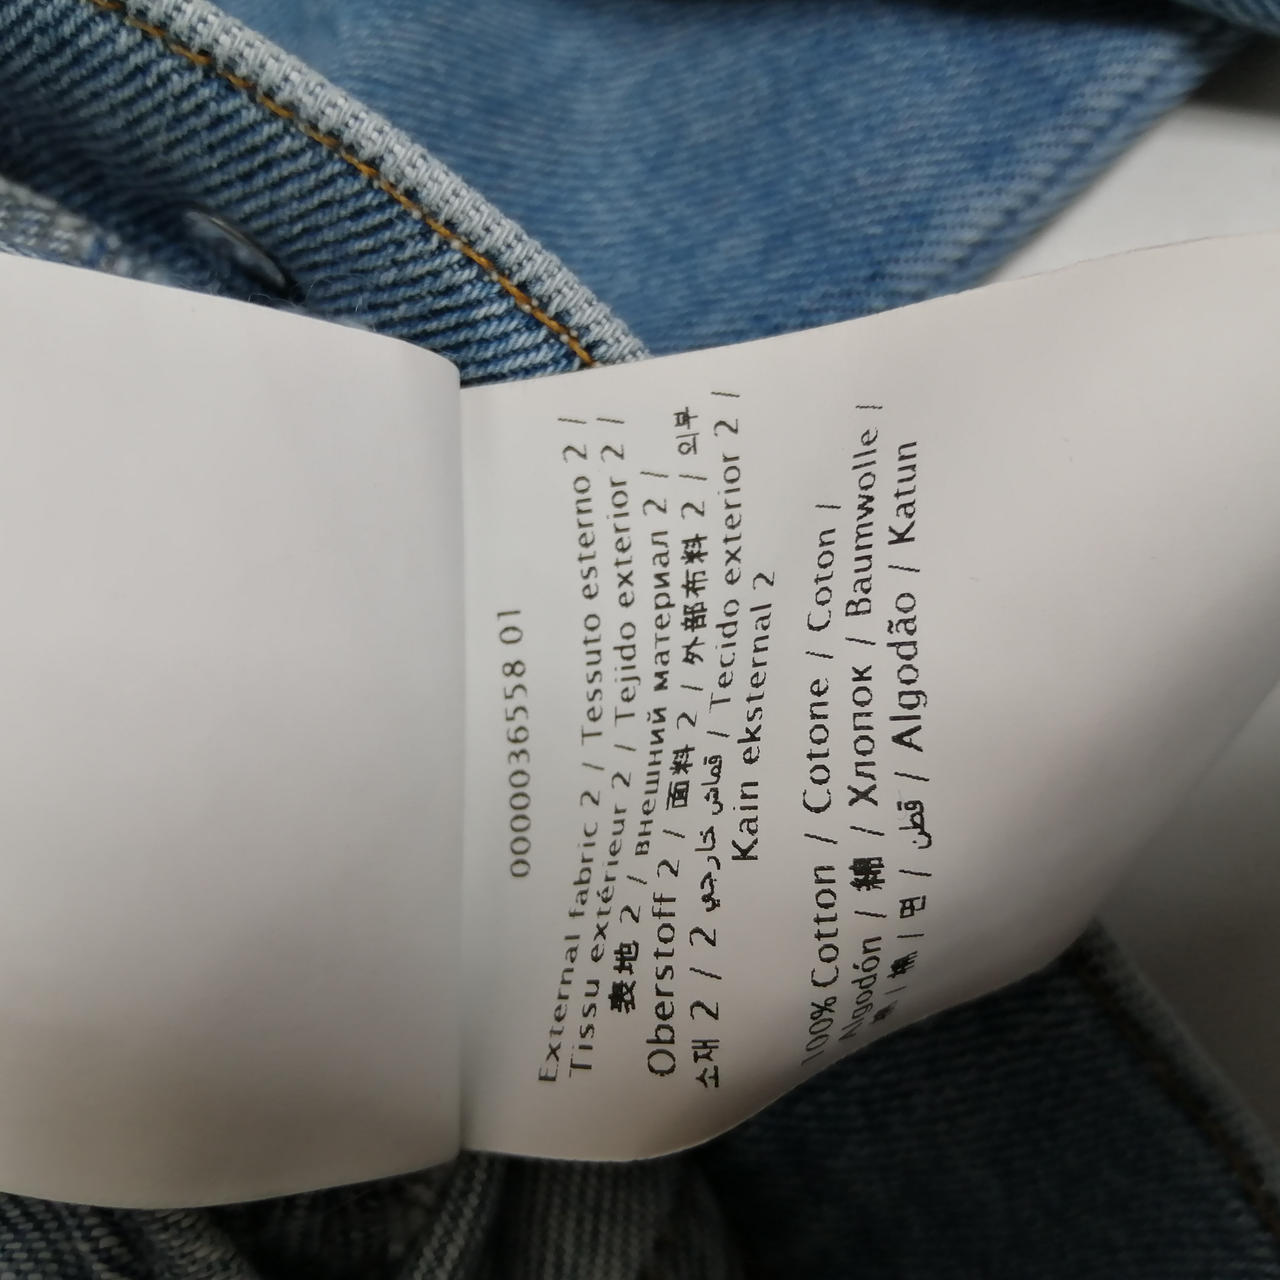 0000036558 01
External fabric 2 / Tessuto esterno 2 /
Tissu extérieur 2 / Tejido exterior 2 /
表地 2 / Внешний материал 2 /
Oberstoff 2 / 面料 2 / 外部布料 2 / 외부
소재 2 / 2 قماش خارجي / Tecido exterior 2 /
Kain eksternal 2
100% Cotton / Cotone / Coton /
Algodón / 綿 / Хлопок / Baumwolle /
棉 / 棉 / 면 / قطن / Algodão / Katun